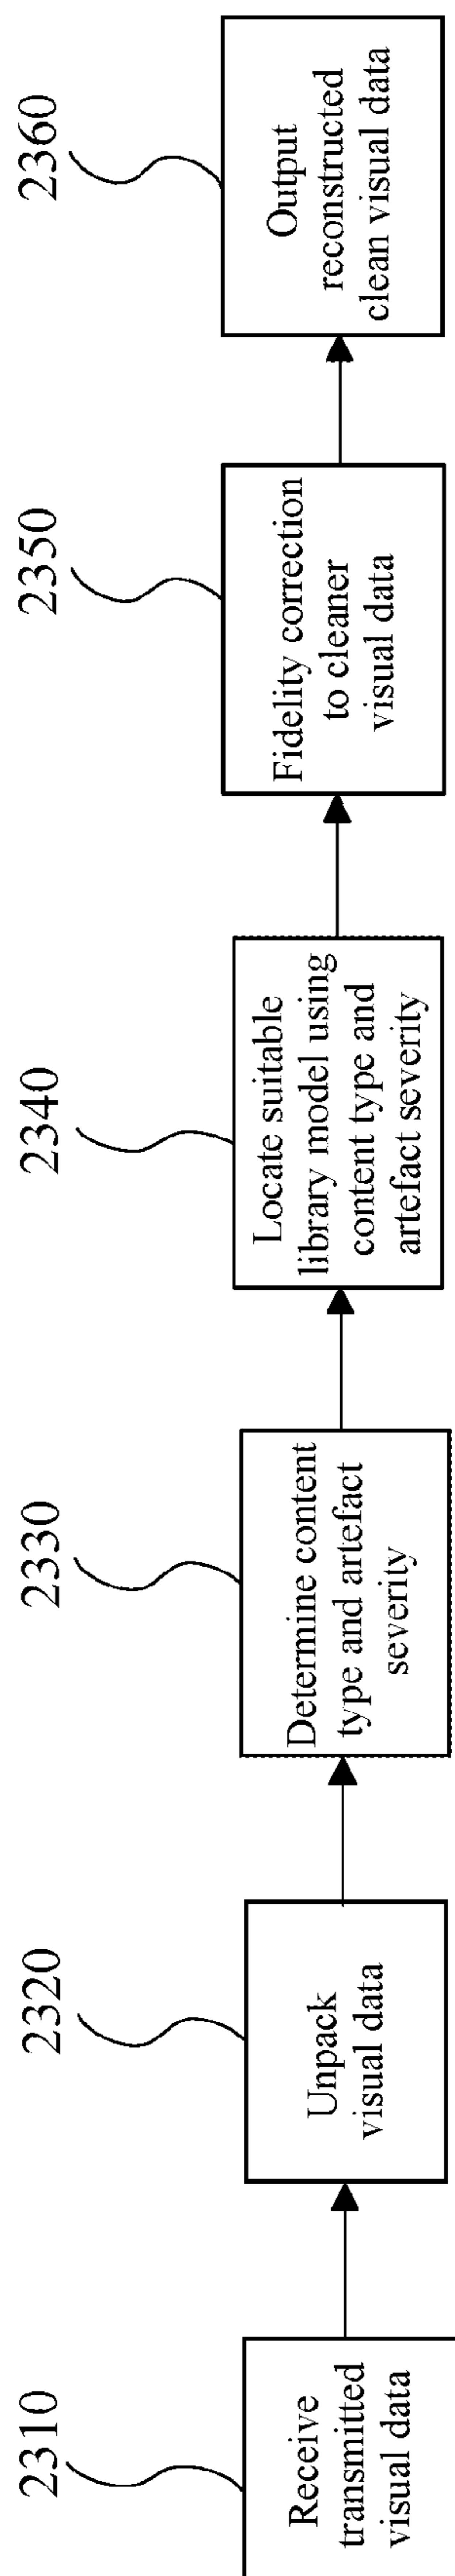 2310
Receive
transmitted
visual data
2320
Unpack
visual data
2330
Determine content
type and artefact
severity
2340
Locate suitable
library model using
content type and
artefact severity
2350
Fidelity correction
to cleaner
visual data
2360
Output
reconstructed
clean visual data